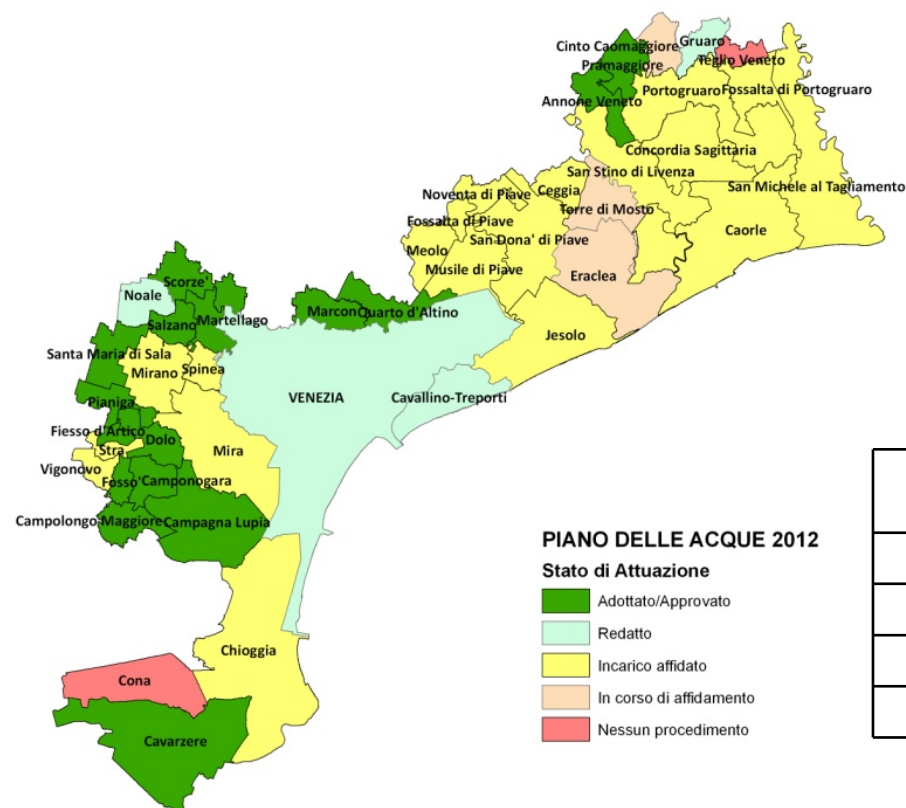 Cinto Caomaggiore
Gruaro
Pramaggiore
Teglio Veneto
Annone Veneto
Portogruaro
Fossalta di Portogruaro
Concordia Sagittaria
San Stino di Livenza
San Michele al Tagliamento
Noventa di Piave
Ceggia
Torre di Mosto
Fossalta di Piave
San Dona' di Piave
Caorle
Meolo
Musile di Piave
Eraclea
Scorze'
Noale
Marcon
Quarto d'Altino
Salzano
Martellago
Jesolo
Santa Maria di Sala
Mirano
Spinea
VENEZIA
Cavallino-Treporti
Pianiga
Fiesso d'Artico
Dolo
Stra
Mira
Vigonovo
Fosso'
Camponogara
Campolongo Maggiore
Campagna Lupia
Chioggia
Cona
Cavarzere
PIANO DELLE ACQUE 2012
Stato di Attuazione
Adottato/Approvato
Redatto
Incarico affidato
In corso di affidamento
Nessun procedimento